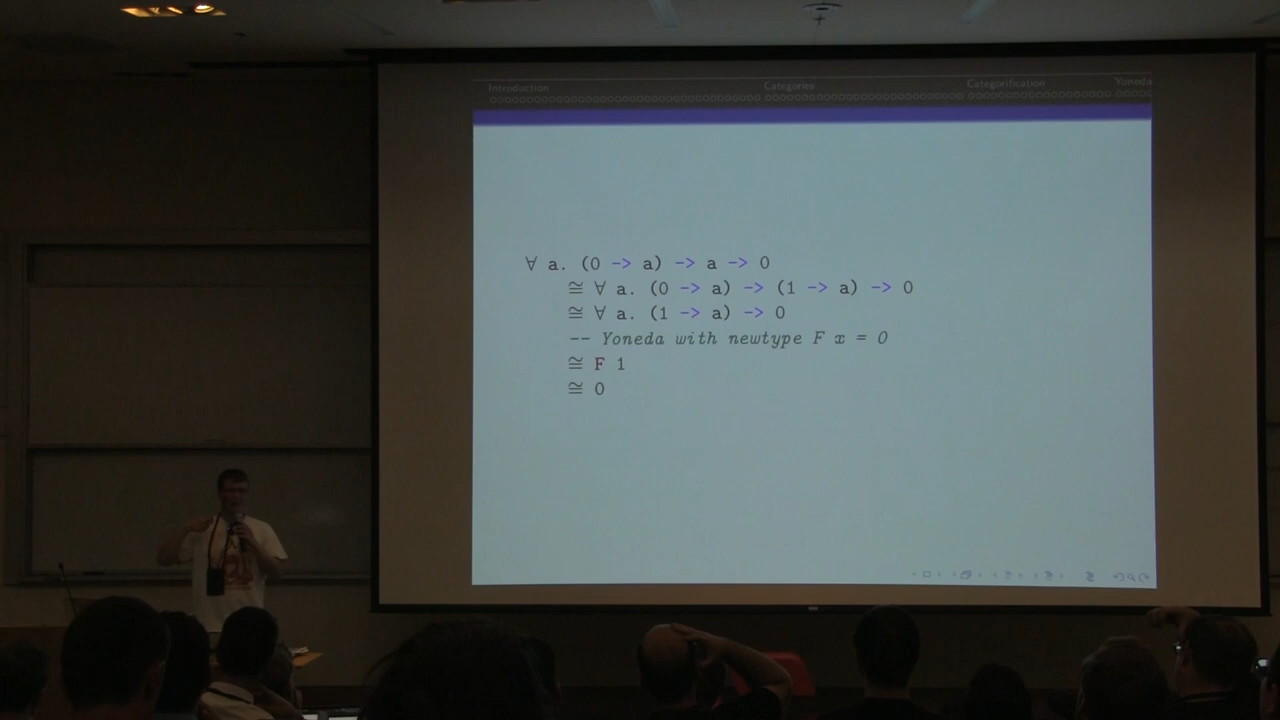 Introduction Categories Categorification Yoneda
∀ a. (0 -> a) -> a -> 0
≅ ∀ a. (0 -> a) -> (1 -> a) -> 0
≅ ∀ a. (1 -> a) -> 0
-- Yoneda with newtype F x = 0
≅ F 1
≅ 0